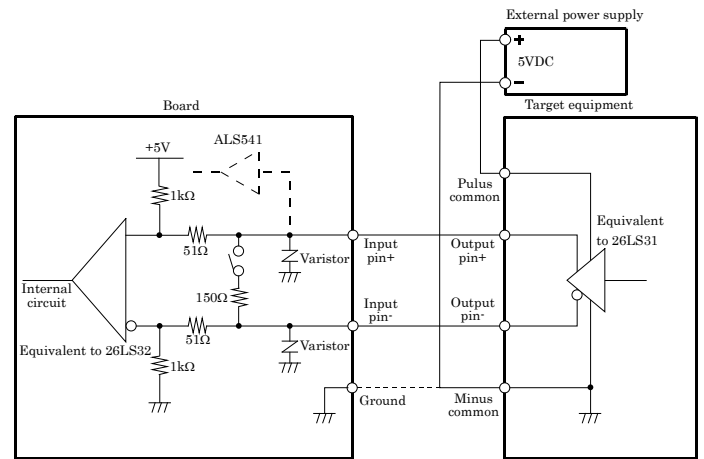 External power supply
+
5VDC
−
Board
Target equipment
ALS541
+5V
1kΩ
Pulus
common
Equivalent
to 26LS31
51Ω
Varistor
Input
pin+
Output
pin+
Internal
circuit
150Ω
Input
pin-
Output
pin-
51Ω
Varistor
Equivalent to 26LS32
1kΩ
Ground
Minus
common